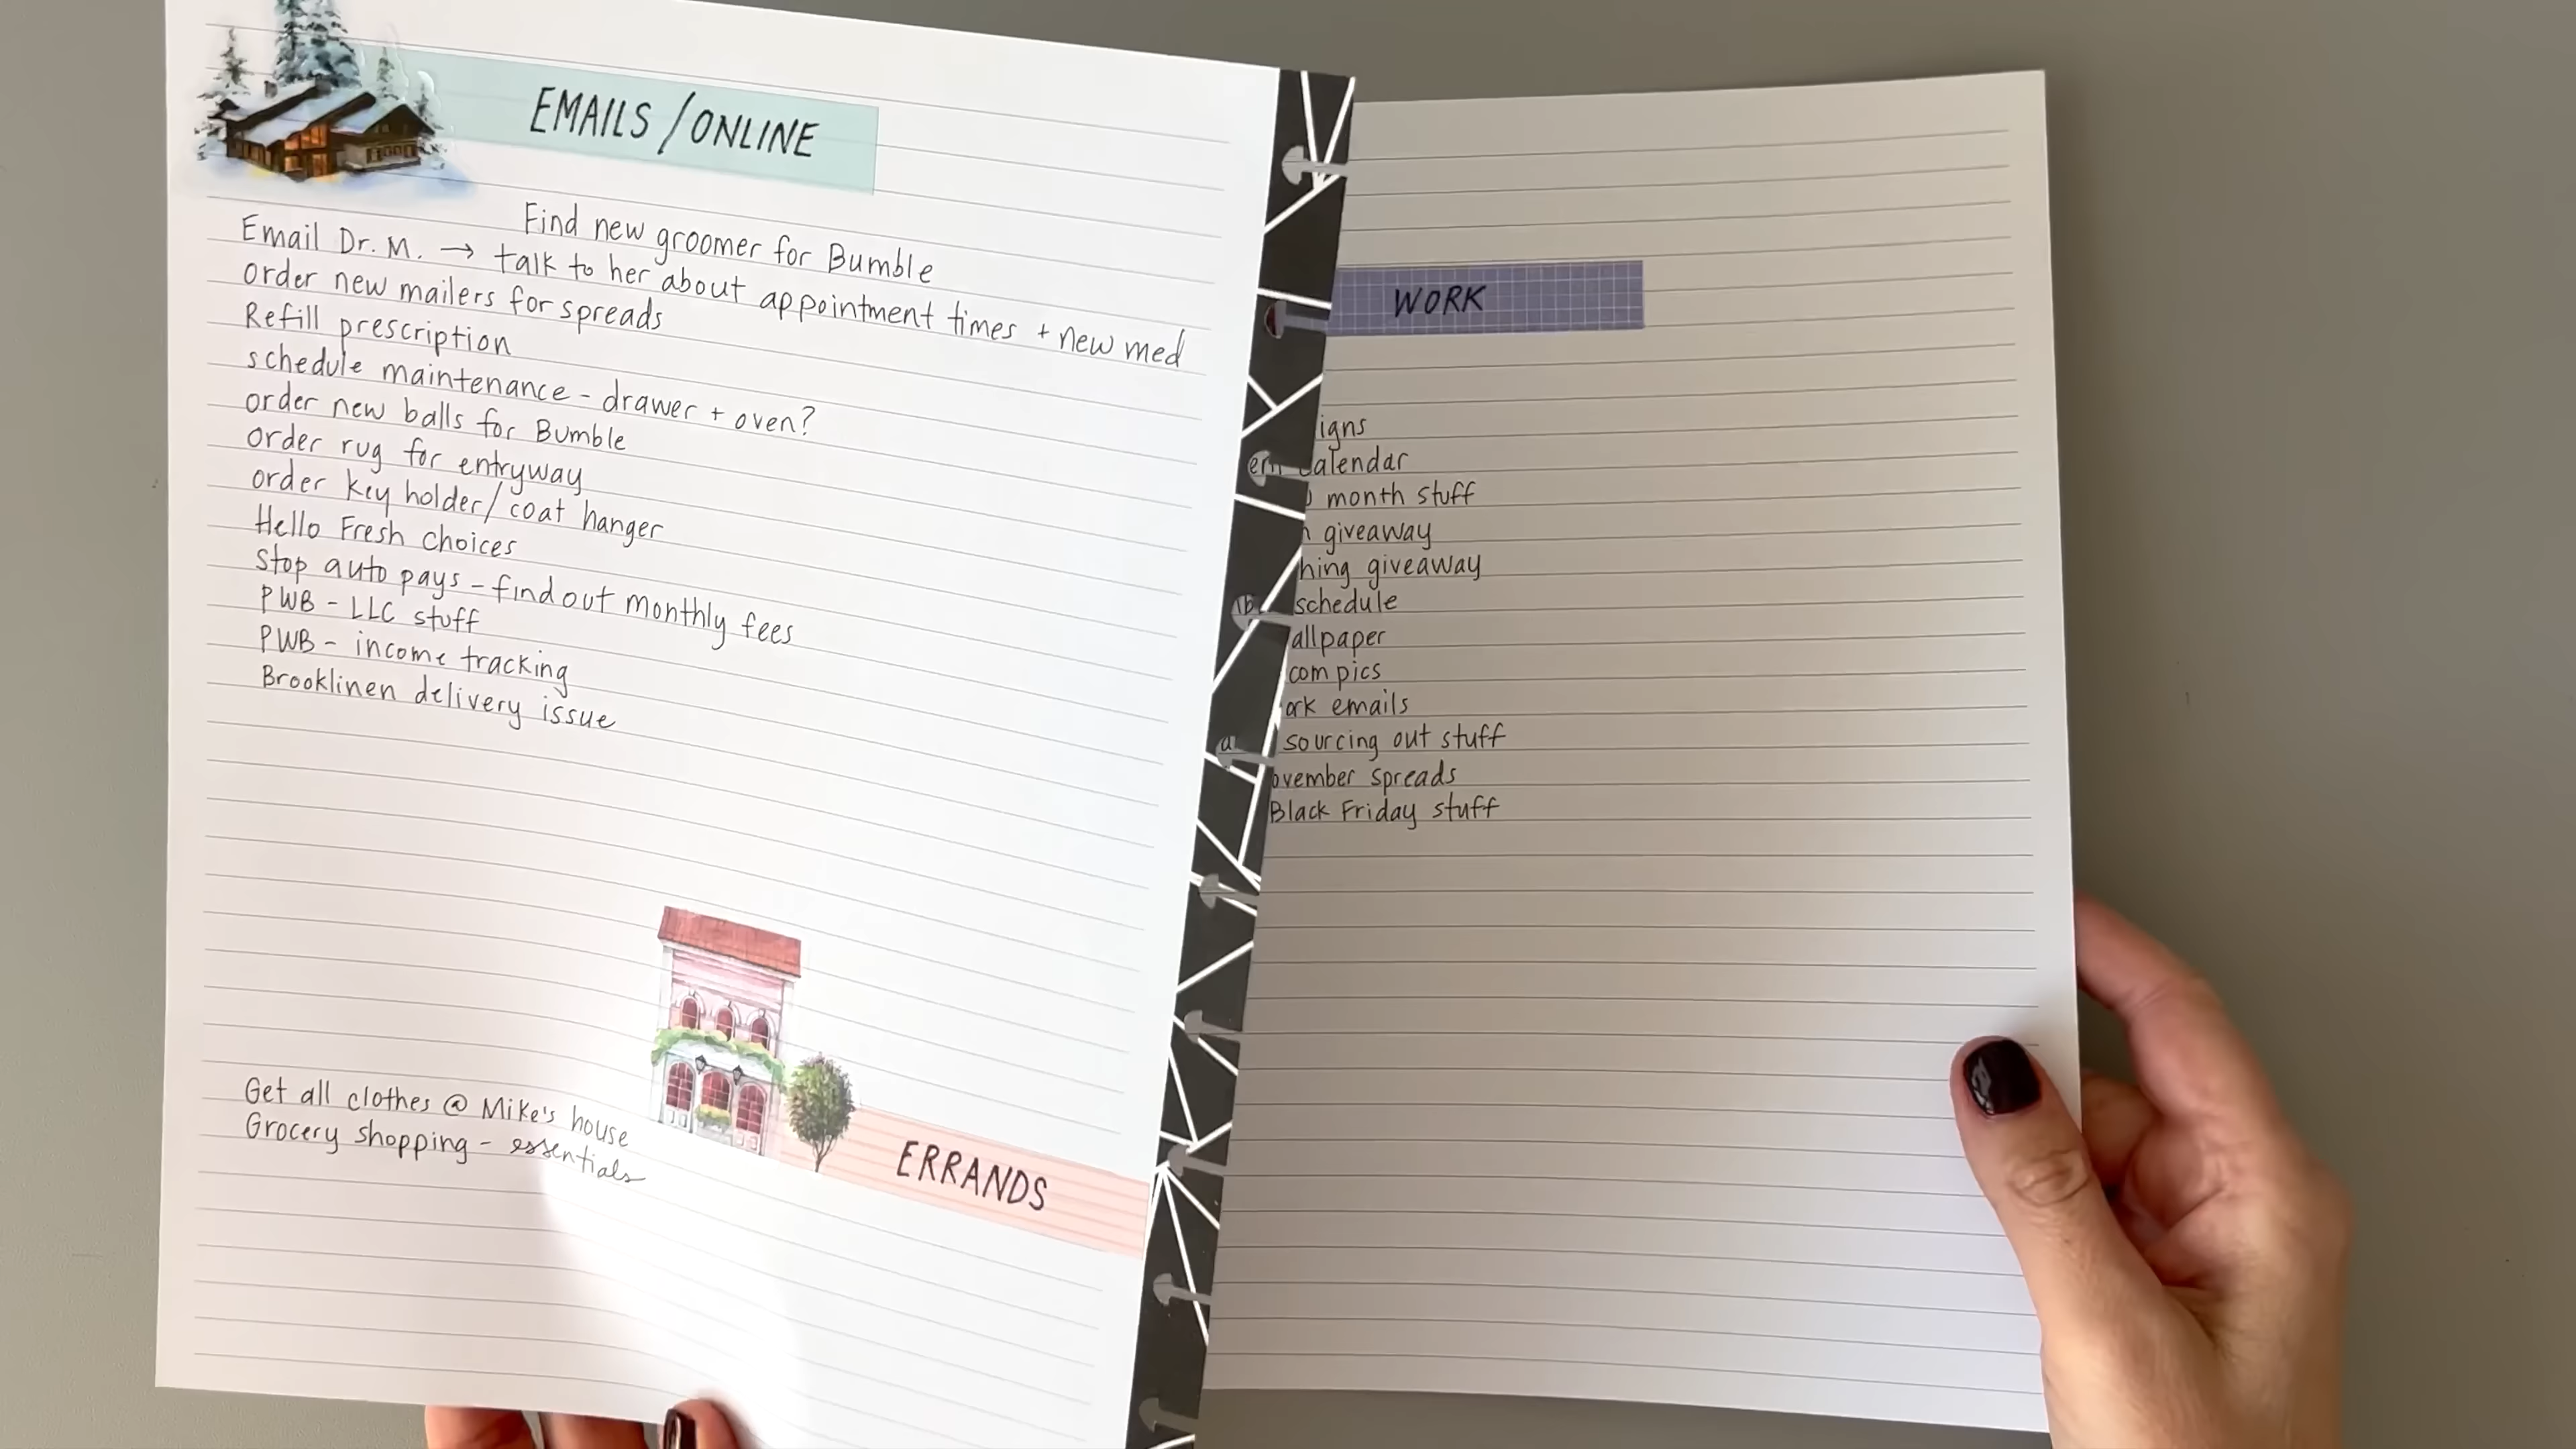 EMAILS / ONLINE
Find new groomer for Bumble
Email Dr. M. → talk to her about appointment times + new med
order new mailers for spreads
Refill prescription
schedule maintenance - drawer + oven?
order new balls for Bumble
order rug for entryway
order key holder/coat hanger
Hello Fresh choices
Stop auto pays - find out monthly fees
PWB - LLC stuff
PWB - income tracking
Brooklinen delivery issue
Get all clothes @ Mike's house
Grocery shopping - essentials
ERRANDS
WORK
igns
calendar
month stuff
giveaway
hing giveaway
schedule
allpaper
com pics
ork emails
sourcing out stuff
ovember spreads
Black Friday stuff